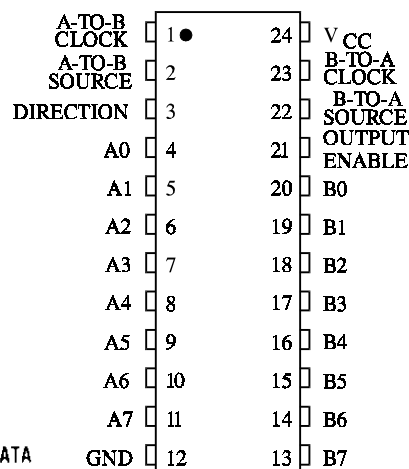 A-TO-B
CLOCK 1 24 VCC
A-TO-B
SOURCE 2 23 B-TO-A
CLOCK
DIRECTION 3 22 B-TO-A
SOURCE
A0 4 21 OUTPUT
ENABLE
A1 5 20 B0
A2 6 19 B1
A3 7 18 B2
A4 8 17 B3
A5 9 16 B4
A6 10 15 B5
A7 11 14 B6
ATA GND 12 13 B7